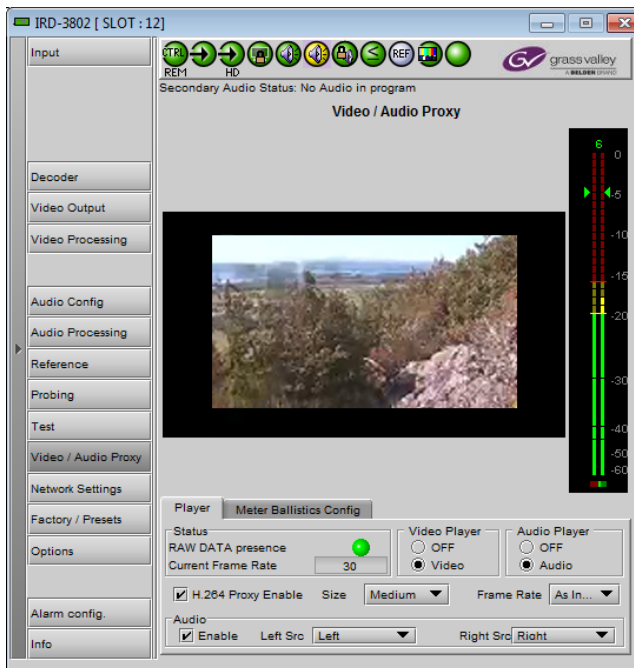 IRD-3802 [ SLOT : 12]
Input
Decoder
Video Output
Video Processing
Audio Config
Audio Processing
Reference
Probing
Test
Video / Audio Proxy
Network Settings
Factory / Presets
Options
Alarm config.
Info
CTRL REF
REM HD
GV grass valley
A BELDEN BRAND
Secondary Audio Status: No Audio in program
Video / Audio Proxy
6
0
-5
-10
-15
-20
-30
-40
-50
-60
Player Meter Ballistics Config
Status
RAW DATA presence
Current Frame Rate 30
Video Player
OFF
Video
Audio Player
OFF
Audio
H.264 Proxy Enable Size Medium Frame Rate As In...
Audio
Enable Left Src Left Right Src Right